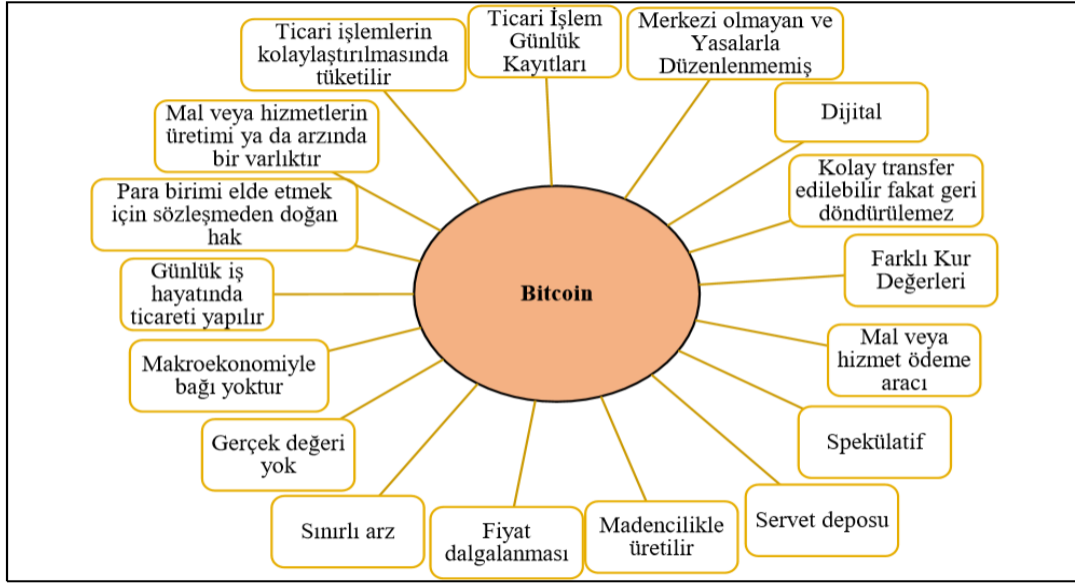 Ticari işlemlerin
kolaylaştırılmasında
tüketilir
Ticari İşlem
Günlük
Kayıtları
Merkezi olmayan ve
Yasalarla
Düzenlenmemiş
Dijital
Mal veya hizmetlerin
üretimi ya da arzında
bir varlıktır
Kolay transfer
edilebilir fakat geri
döndürülemez
Para birimi elde etmek
için sözleşmeden doğan
hak
Farklı Kur
Değerleri
Günlük iş
hayatında
ticareti yapılır
Bitcoin
Mal veya
hizmet ödeme
aracı
Makroekonomiyle
bağı yoktur
Spekülatif
Gerçek değeri
yok
Servet deposu
Sınırlı arz
Fiyat
dalgalanması
Madencilikle
üretilir